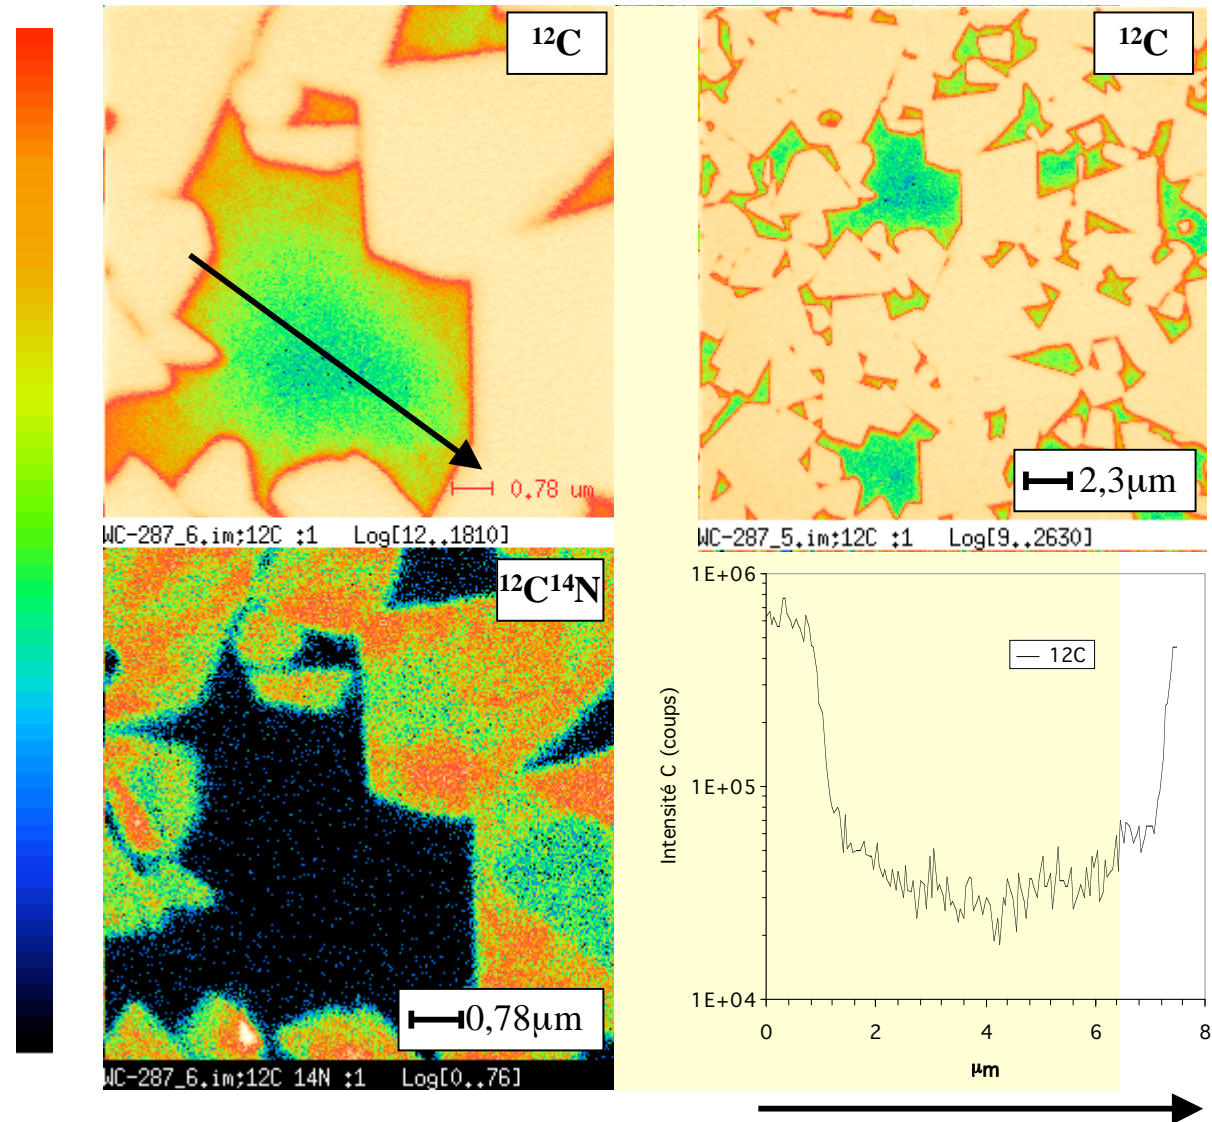 ¹²C
¹²C
0.78 um
2,3µm
WC-287_6.im;12C :1 Log[12..1810]
WC-287_5.im;12C :1 Log[9..2630]
¹²C¹⁴N
0,78µm
WC-287_6.im;12C 14N :1 Log[0..76]
1E+06
12C
Intensité C (coups)
1E+05
1E+04
0 2 4 6 8
µm